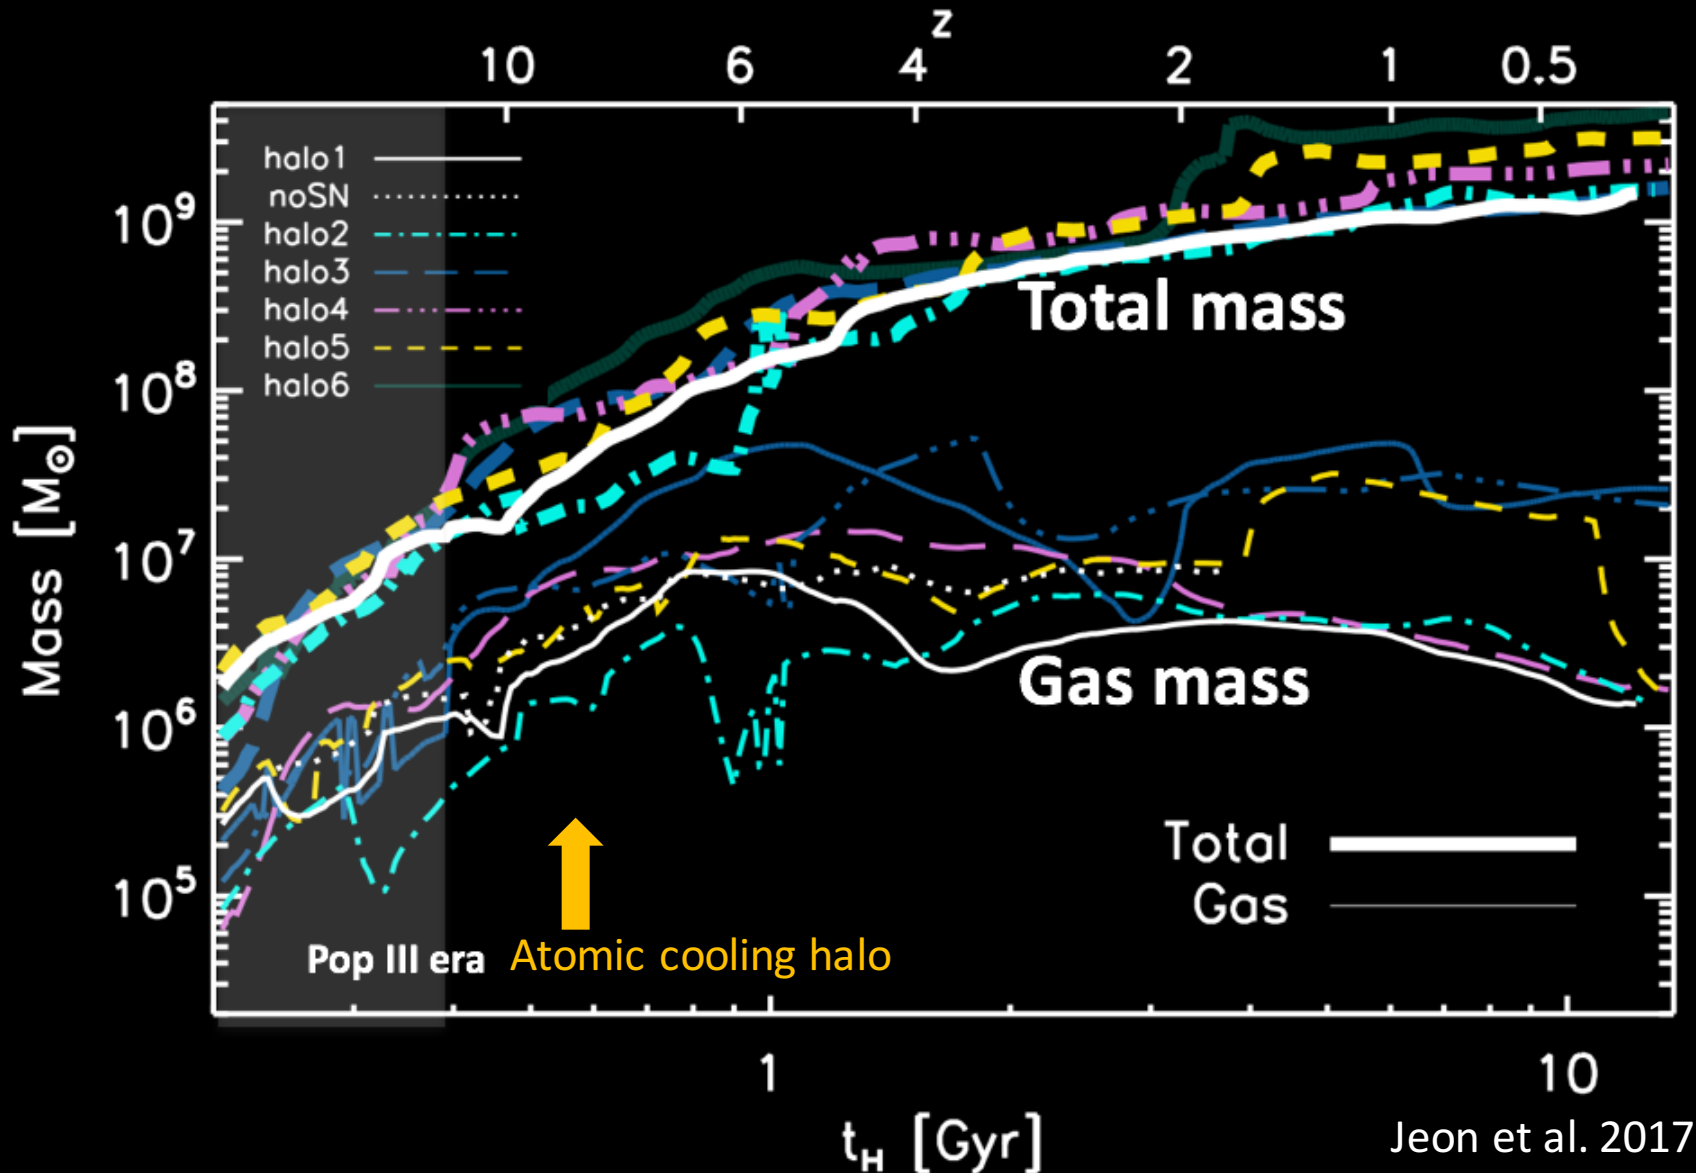 z
10 6 4 2 1 0.5
halo1
noSN
halo2
halo3
halo4
halo5
halo6
10⁹
10⁸
10⁷
10⁶
10⁵
Mass [M⊙]
Total mass
Gas mass
Total
Gas
Pop III era
Atomic cooling halo
1 10
t_H [Gyr]
Jeon et al. 2017